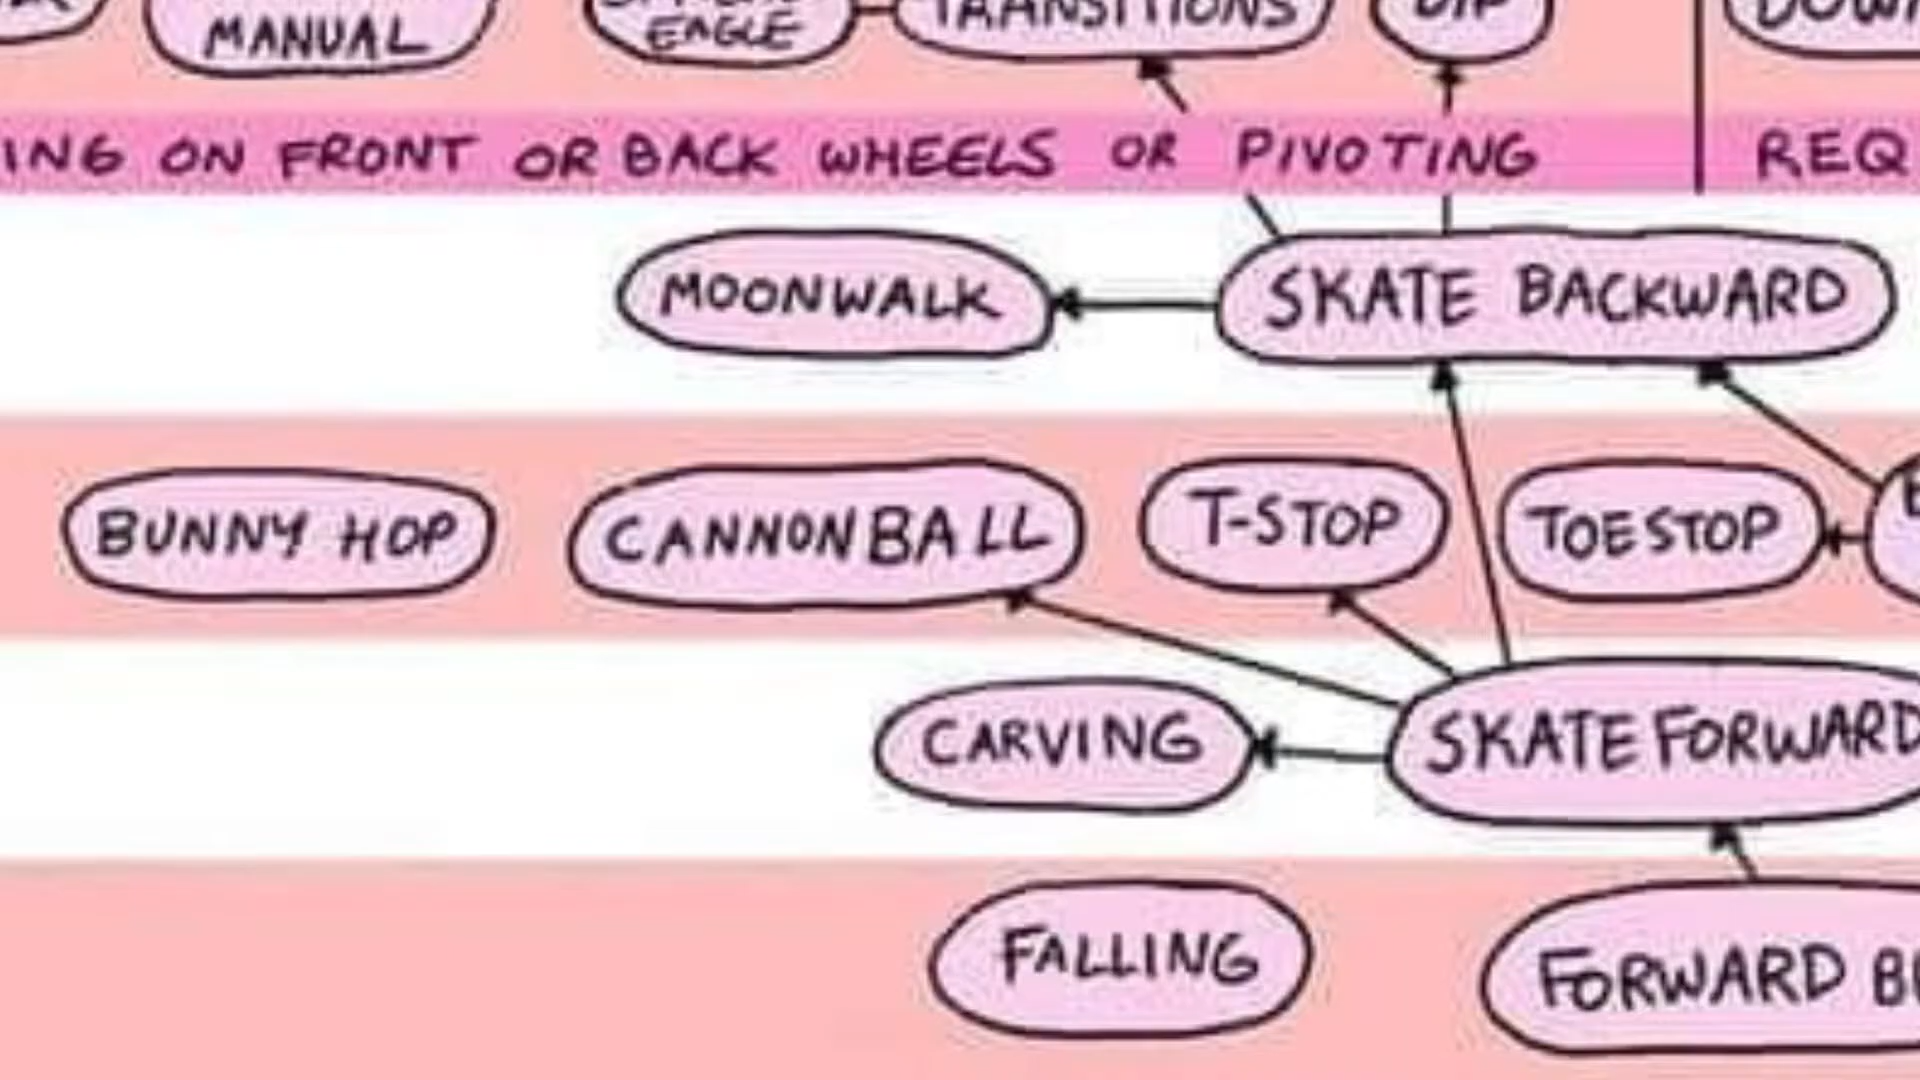 MANUAL
EAGLE
TRANSITIONS
DIP
ING ON FRONT OR BACK WHEELS OR PIVOTING
REQ
MOONWALK
SKATE BACKWARD
BUNNY HOP
CANNONBALL
T-STOP
TOESTOP
CARVING
SKATE FORWARD
FALLING
FORWARD